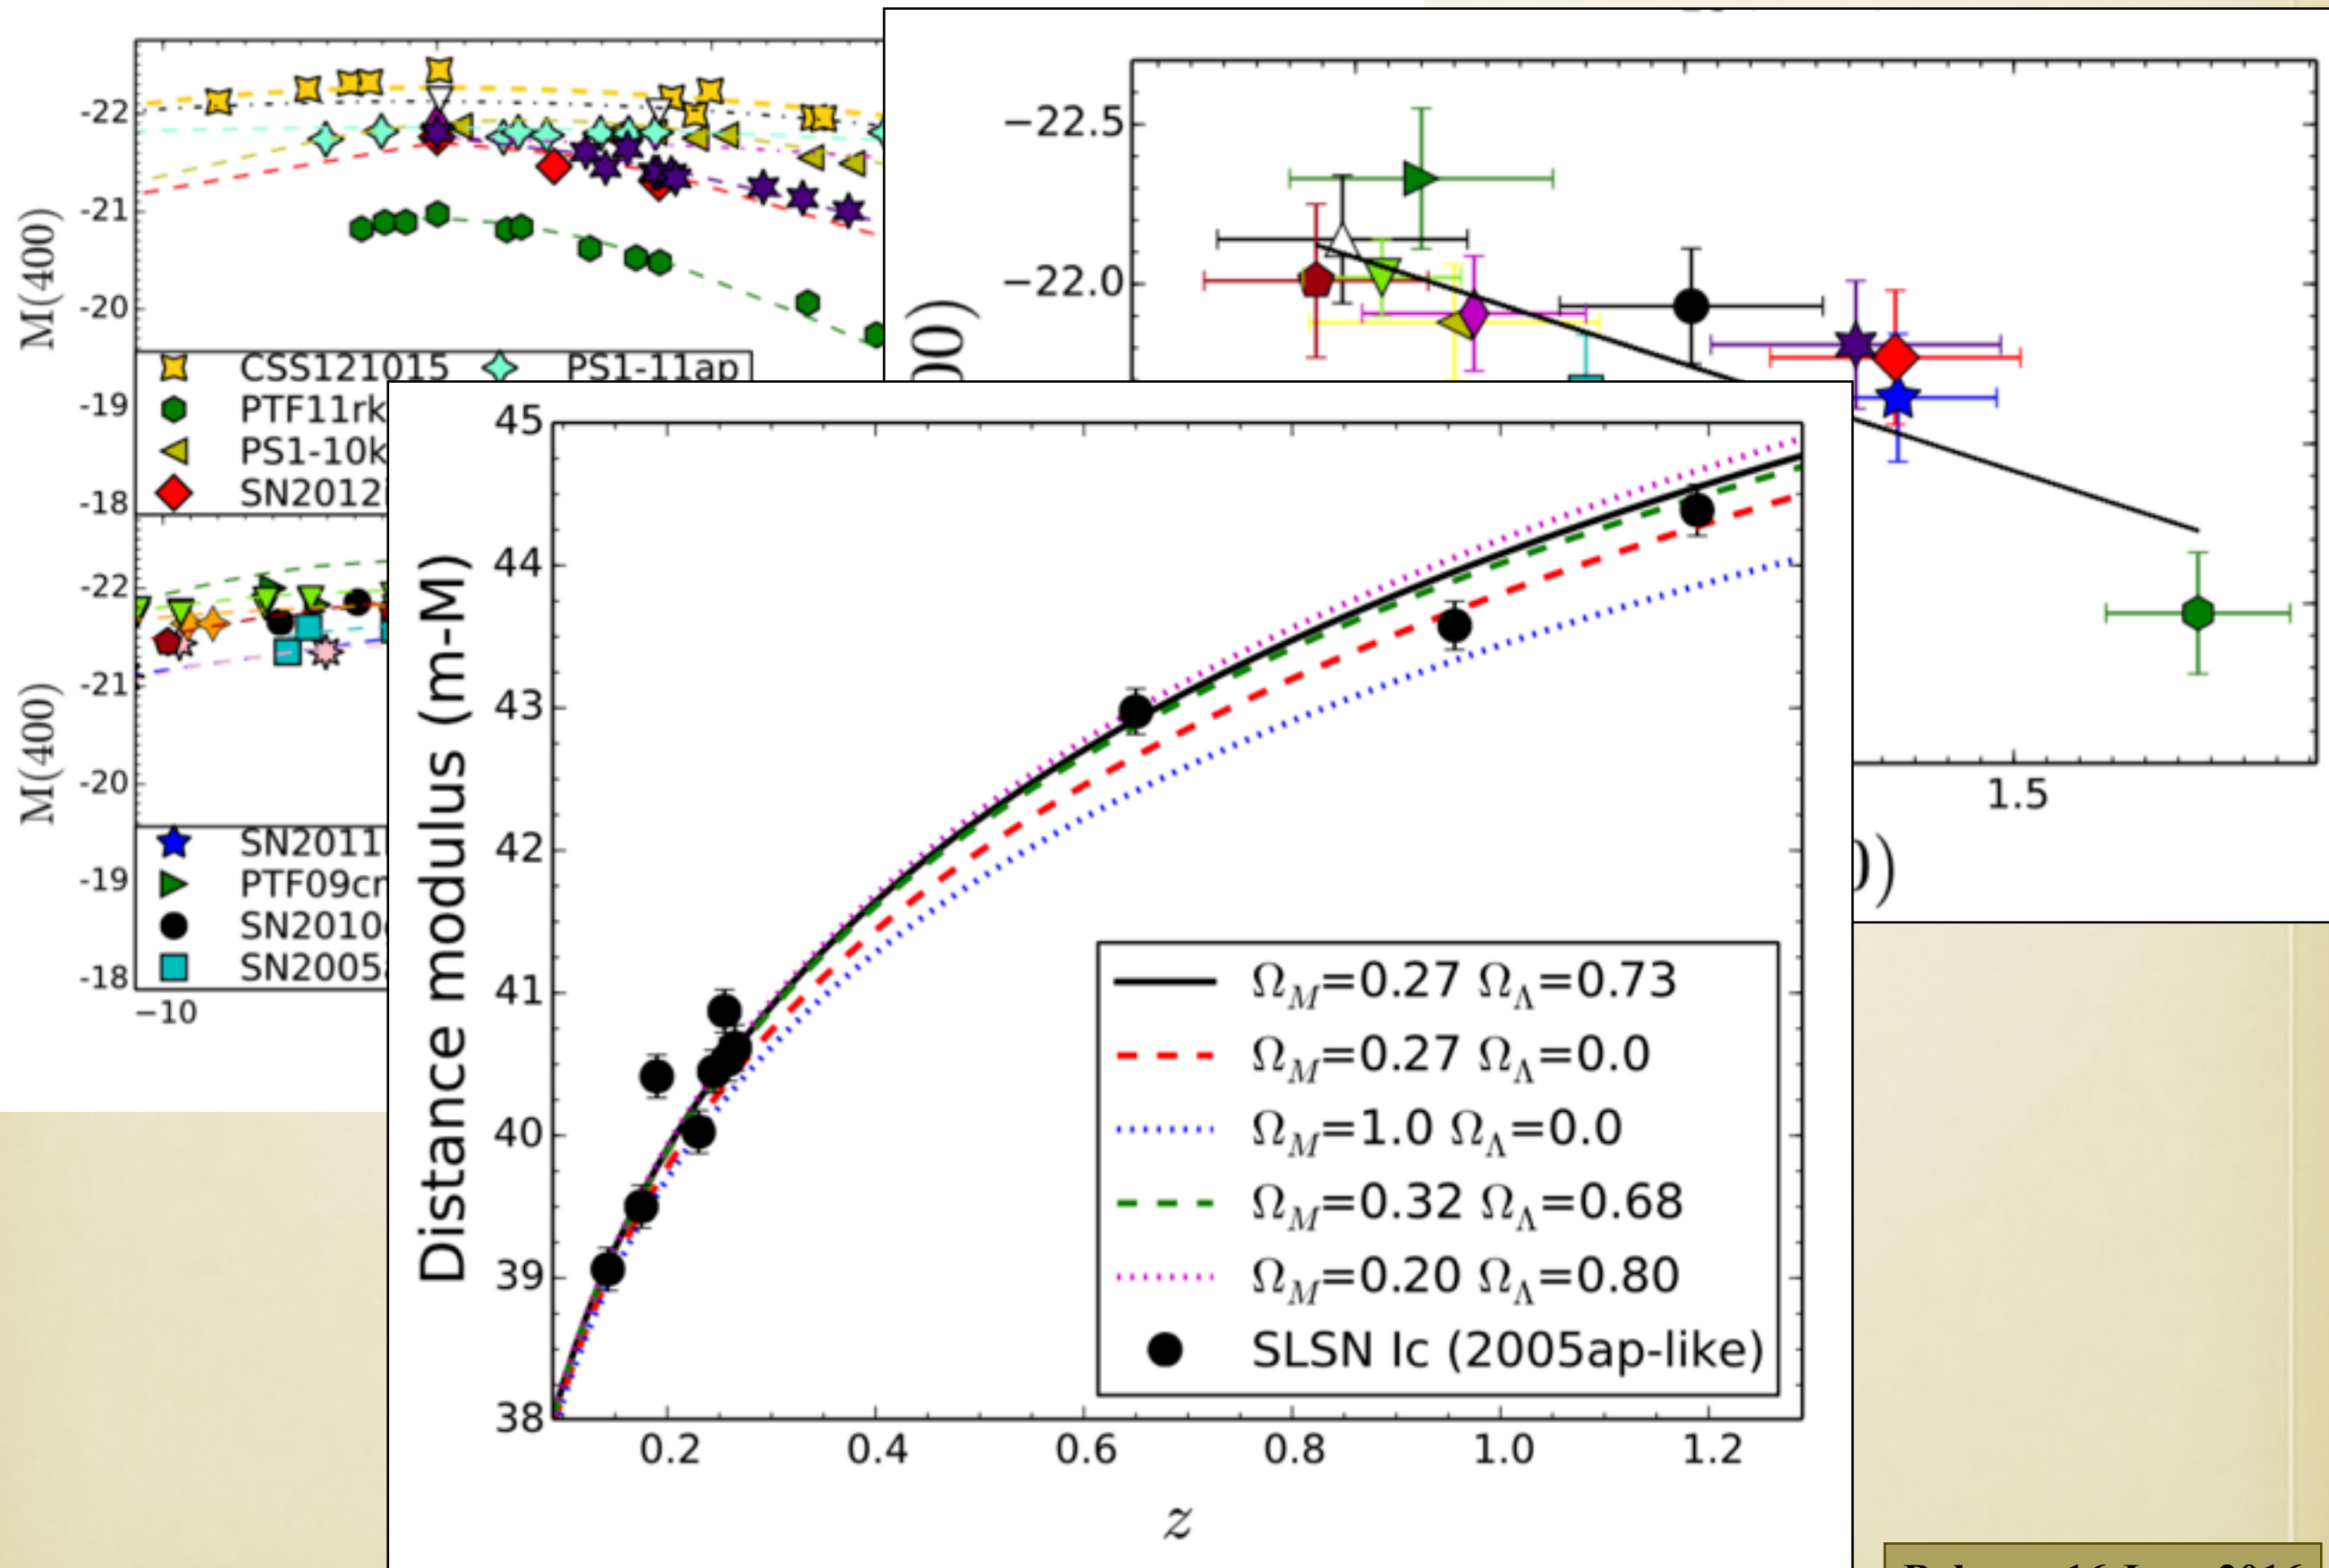 -22
-21
-20
-19
-18
M(400)
CSS121015
PS1-11ap
PTF11rk
PS1-10k
SN2012
-22
-21
-20
-19
-18
M(400)
SN2011
PTF09cr
SN2010
SN2005
−10
−22.5
−22.0
00)
1.5
0)
45
44
43
42
41
40
39
38
Distance modulus (m-M)
Ω_M=0.27 Ω_Λ=0.73
Ω_M=0.27 Ω_Λ=0.0
Ω_M=1.0 Ω_Λ=0.0
Ω_M=0.32 Ω_Λ=0.68
Ω_M=0.20 Ω_Λ=0.80
SLSN Ic (2005ap-like)
0.2 0.4 0.6 0.8 1.0 1.2
z